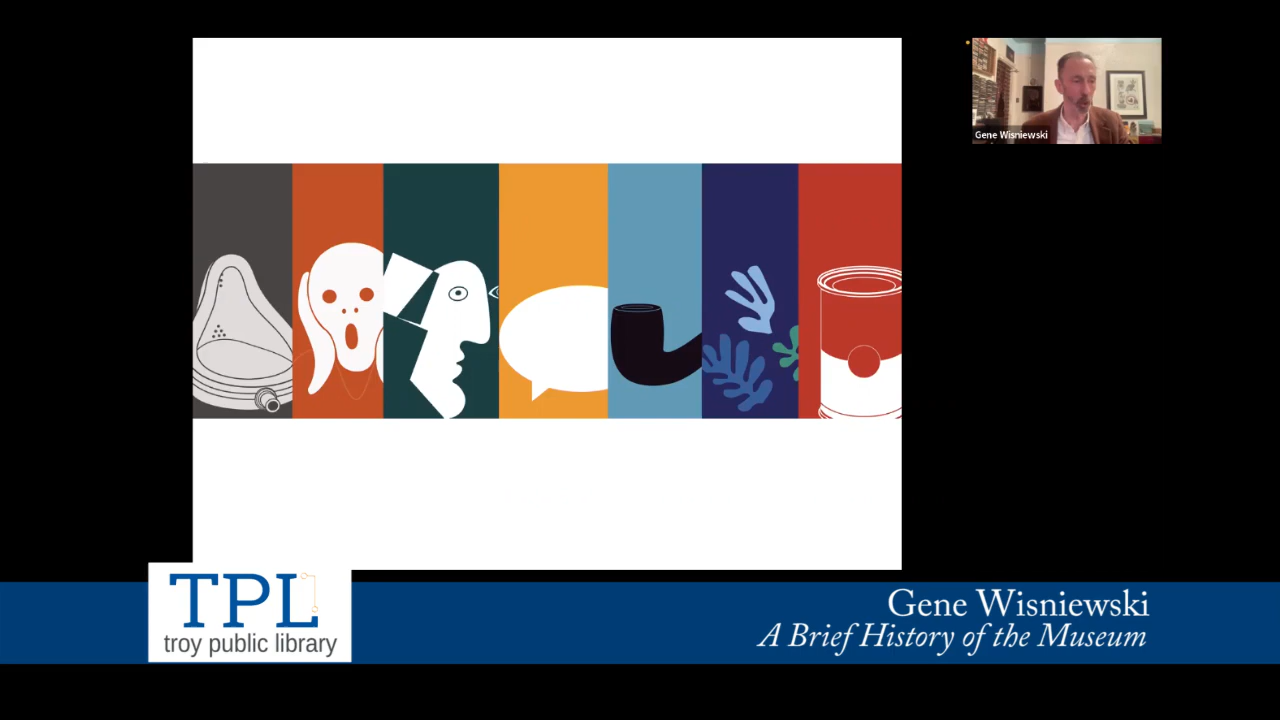 Gene Wisniewski
TPL
troy public library
Gene Wisniewski
A Brief History of the Museum